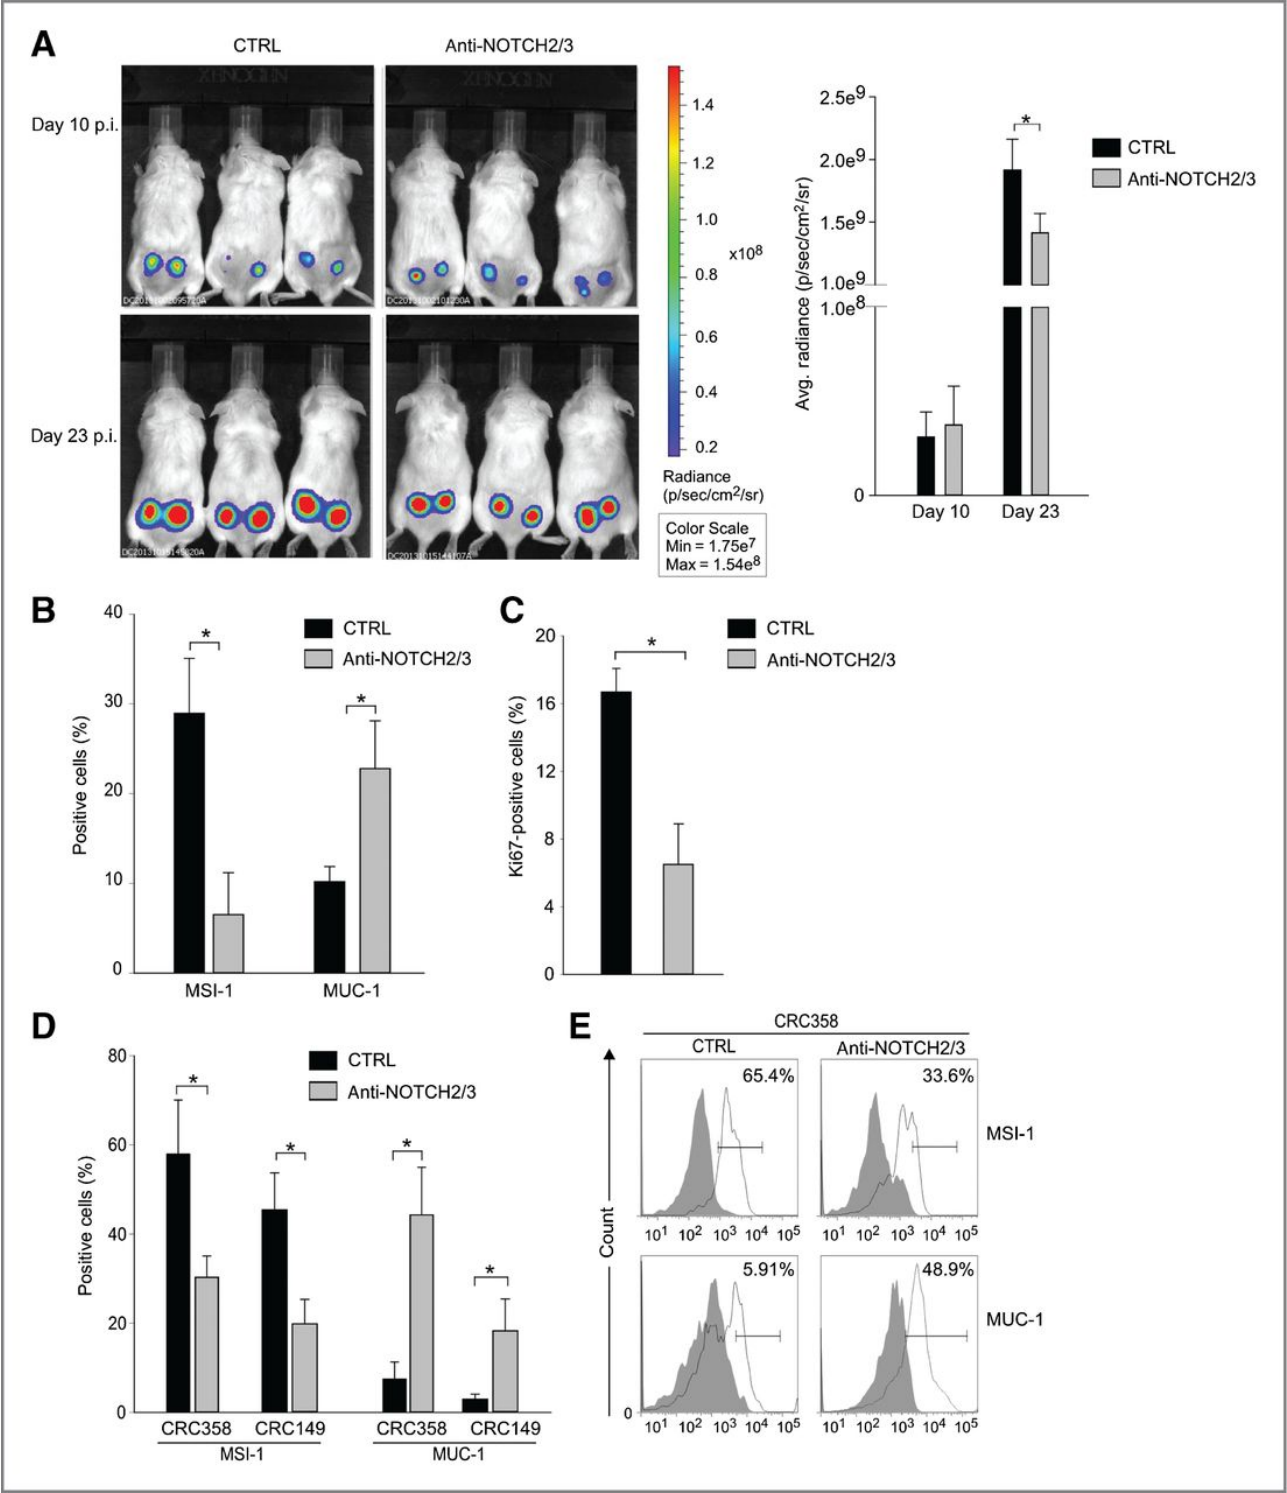 A
CTRL
Anti-NOTCH2/3
Day 10 p.i.
Day 23 p.i.
1.4
1.2
1.0
0.8
0.6
0.4
0.2
x10⁸
Radiance
(p/sec/cm²/sr)
Color Scale
Min = 1.75e⁷
Max = 1.54e⁸
Avg. radiance (p/sec/cm²/sr)
2.5e⁹
2.0e⁹
1.5e⁹
1.0e⁹
1.0e⁸
0
*
Day 10
Day 23
CTRL
Anti-NOTCH2/3
B
Positive cells (%)
40
30
20
10
0
*
*
CTRL
Anti-NOTCH2/3
MSI-1
MUC-1
C
Ki67-positive cells (%)
20
16
12
8
4
0
*
CTRL
Anti-NOTCH2/3
D
Positive cells (%)
80
60
40
20
0
*
*
*
*
CTRL
Anti-NOTCH2/3
CRC358
CRC149
CRC358
CRC149
MSI-1
MUC-1
E
CRC358
CTRL
Anti-NOTCH2/3
65.4%
33.6%
MSI-1
10¹ 10² 10³ 10⁴ 10⁵
10¹ 10² 10³ 10⁴ 10⁵
5.91%
48.9%
MUC-1
Count
0
10¹ 10² 10³ 10⁴ 10⁵
10¹ 10² 10³ 10⁴ 10⁵